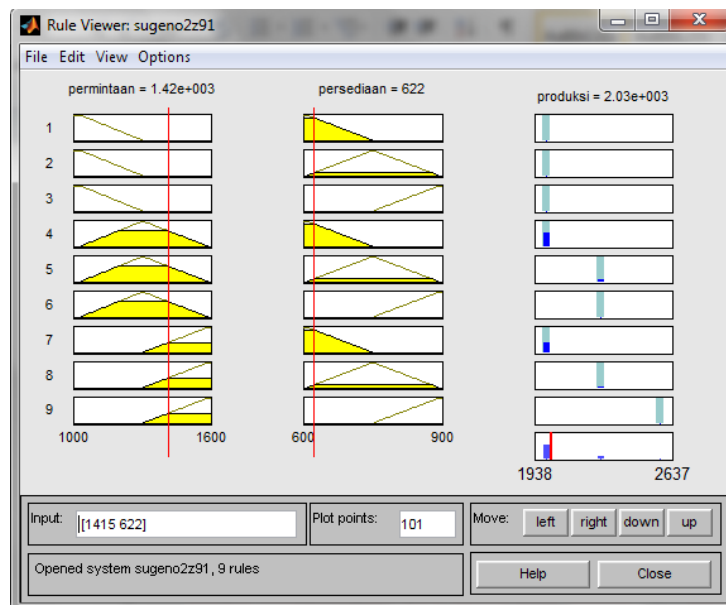 Rule Viewer: sugeno2z91
File Edit View Options
permintaan = 1.42e+003
persediaan = 622
produksi = 2.03e+003
1
2
3
4
5
6
7
8
9
1000 1600
600 900
1938 2637
Input: [1415 622]
Plot points: 101
Move: left right down up
Opened system sugeno2z91, 9 rules
Help Close